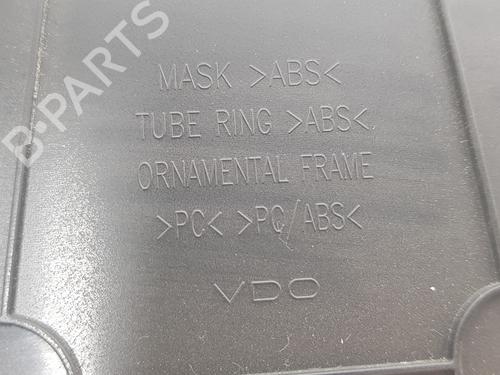 B-PARTS
MASK >ABS<
TUBE RING >ABS<
ORNAMENTAL FRAME
>PC< >PC/ABS<
VDO